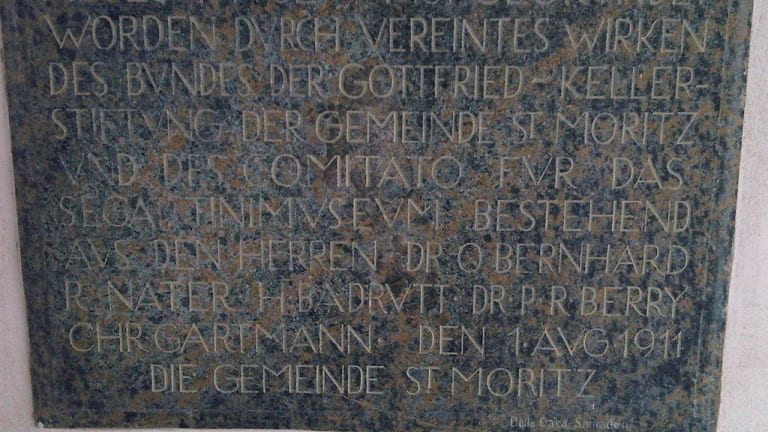 WORDEN DVRCH VEREINTES WIRKEN
DES BVNDES DER GOTTFRIED-KELLER-
STIFTVNG DER GEMEINDE ST MORITZ
VND DES COMITATO FVR DAS
SEGANTINIMVSEVM BESTEHEND
AVS DEN HERREN DR O BERNHARD
R NATER H·BADRVTT DR·P·R·BERRY
CHR GARTMANN· DEN 1·AVG 1911
DIE GEMEINDE ST MORITZ
Della Casa